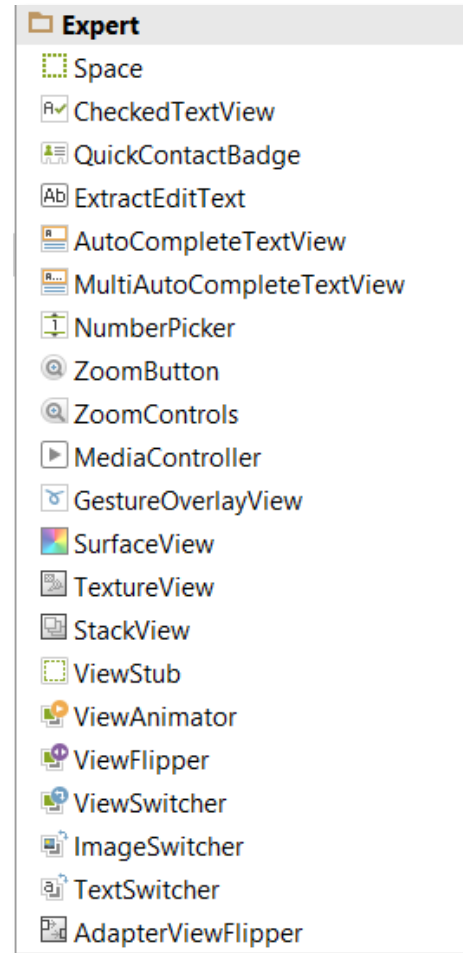 Expert
Space
CheckedTextView
QuickContactBadge
ExtractEditText
AutoCompleteTextView
MultiAutoCompleteTextView
NumberPicker
ZoomButton
ZoomControls
MediaController
GestureOverlayView
SurfaceView
TextureView
StackView
ViewStub
ViewAnimator
ViewFlipper
ViewSwitcher
ImageSwitcher
TextSwitcher
AdapterViewFlipper